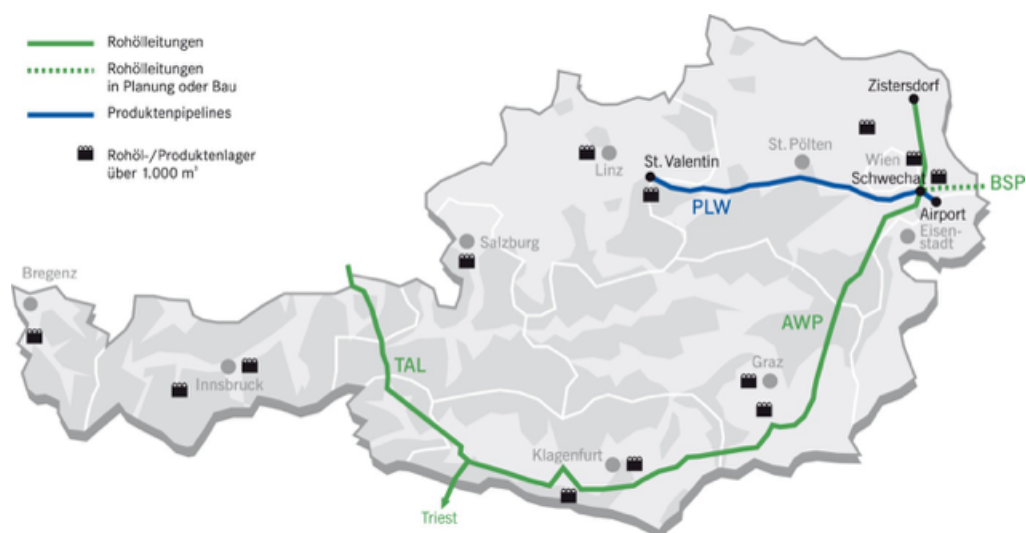 Rohölleitungen
Rohölleitungen
in Planung oder Bau
Produktenpipelines
Rohöl-/Produktenlager
über 1.000 m³
Zistersdorf
Wien
Schwechat
BSP
Airport
Eisen-
stadt
St. Pölten
St. Valentin
Linz
PLW
Salzburg
Bregenz
Innsbruck
TAL
AWP
Graz
Klagenfurt
Triest